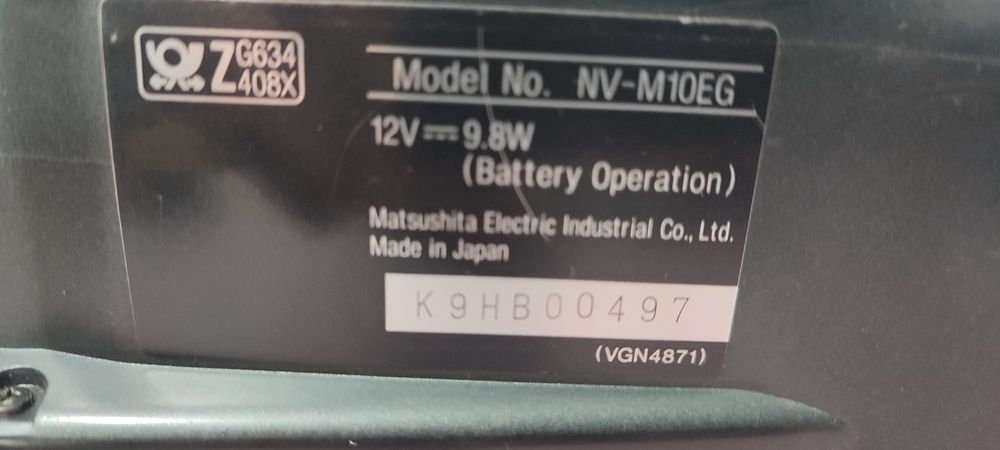 Z G634
408X
Model No. NV-M10EG
12V⎓9.8W
(Battery Operation)
Matsushita Electric Industrial Co., Ltd.
Made in Japan
K9HB00497
(VGN4871)